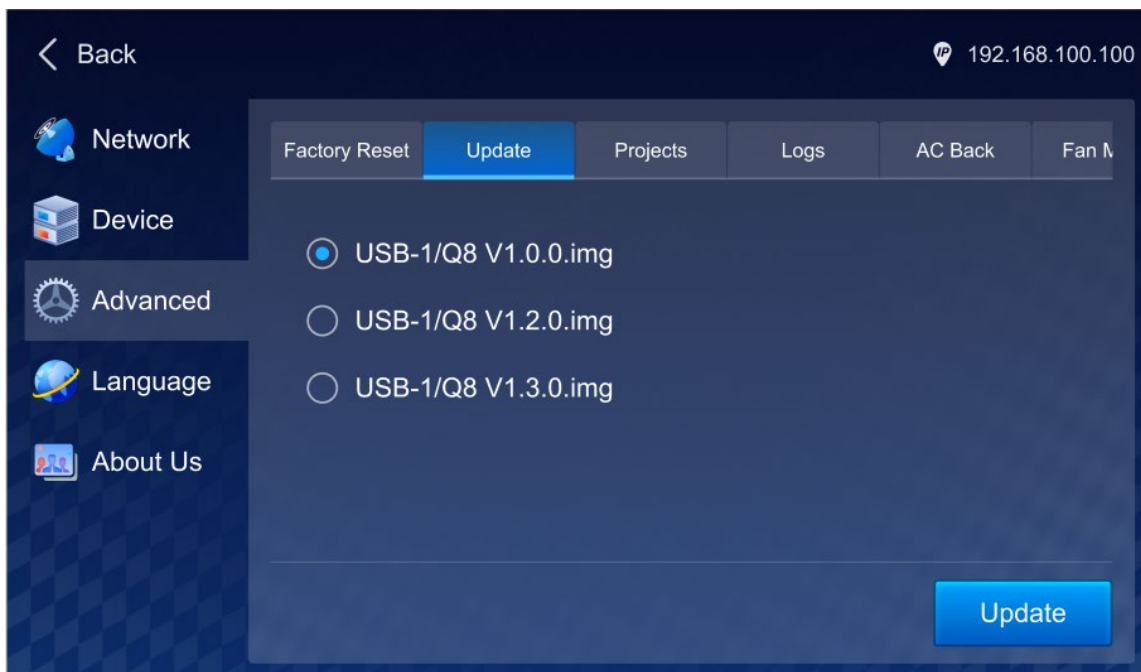 Back
192.168.100.100
Network
Device
Advanced
Language
About Us
Factory Reset Update Projects Logs AC Back Fan
USB-1/Q8 V1.0.0.img
USB-1/Q8 V1.2.0.img
USB-1/Q8 V1.3.0.img
Update